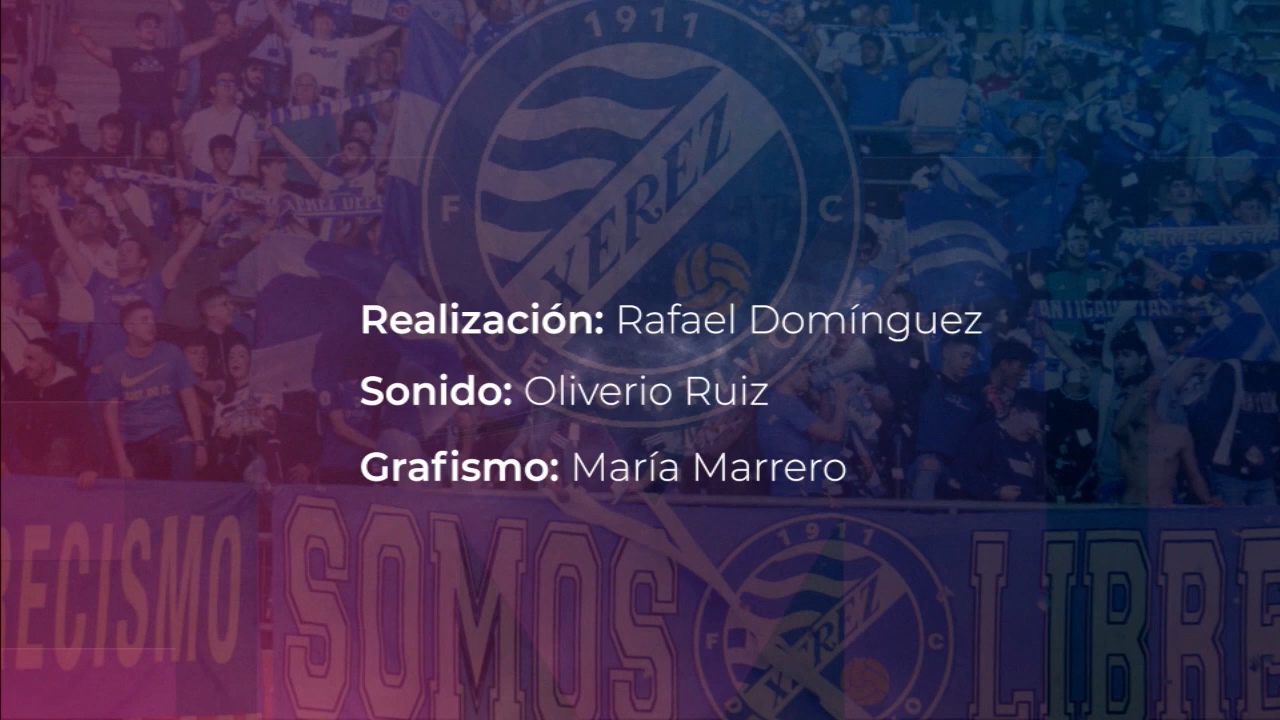 1911
F C
XEREZ
Realización: Rafael Domínguez
Sonido: Oliverio Ruiz
Grafismo: María Marrero
RECISMO SOMOS LIBRE
1911
F C
XEREZ